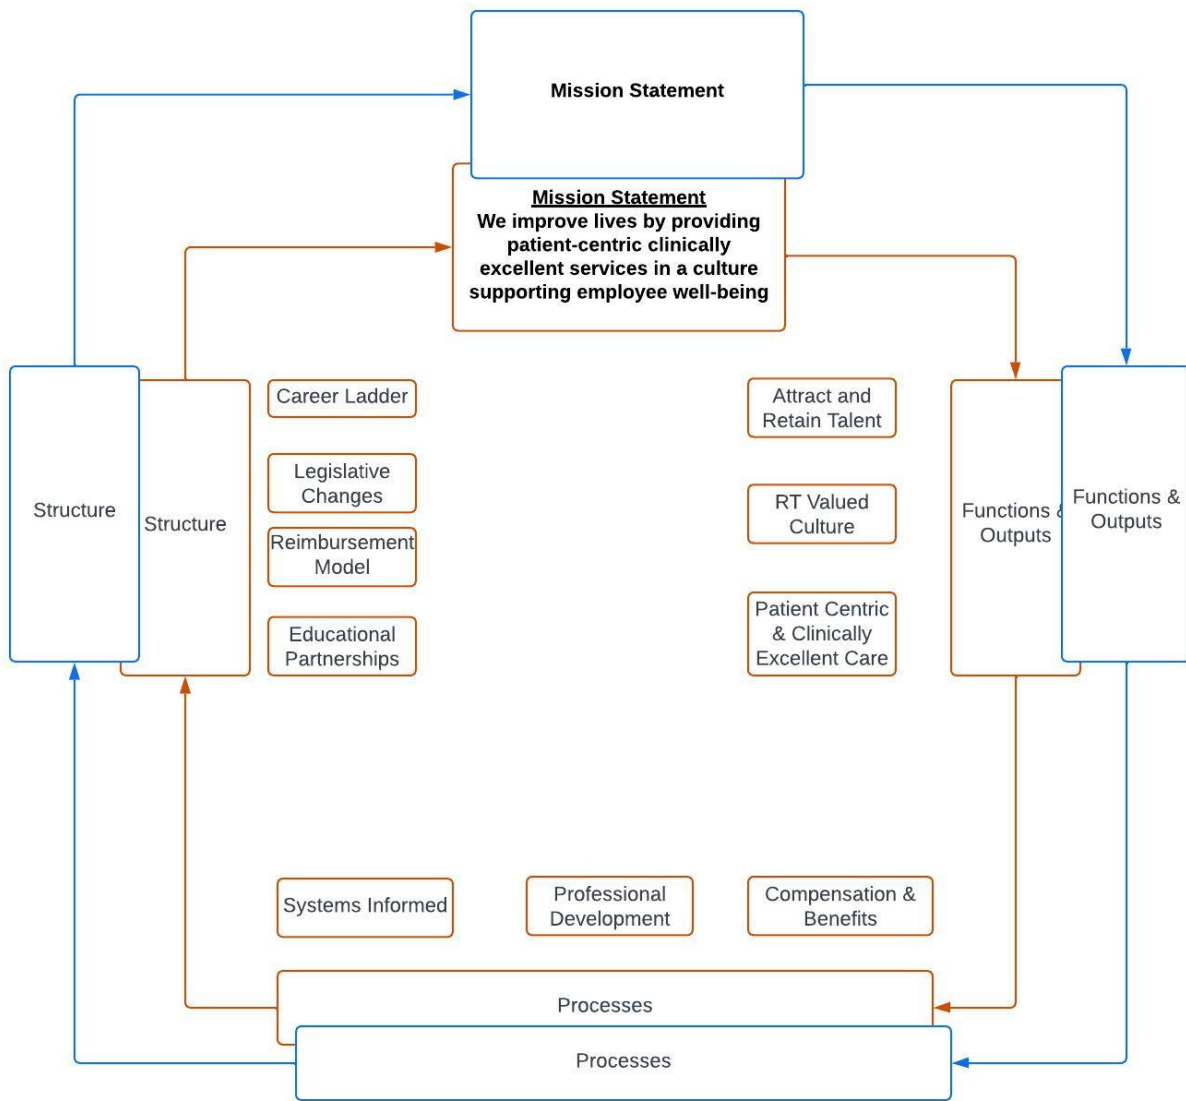 Mission Statement
Mission Statement
We improve lives by providing
patient-centric clinically
excellent services in a culture
supporting employee well-being
Structure
Structure
Career Ladder
Legislative
Changes
Reimbursement
Model
Educational
Partnerships
Attract and
Retain Talent
RT Valued
Culture
Patient Centric
& Clinically
Excellent Care
Functions &
Outputs
Functions &
Outputs
Systems Informed
Professional
Development
Compensation &
Benefits
Processes
Processes